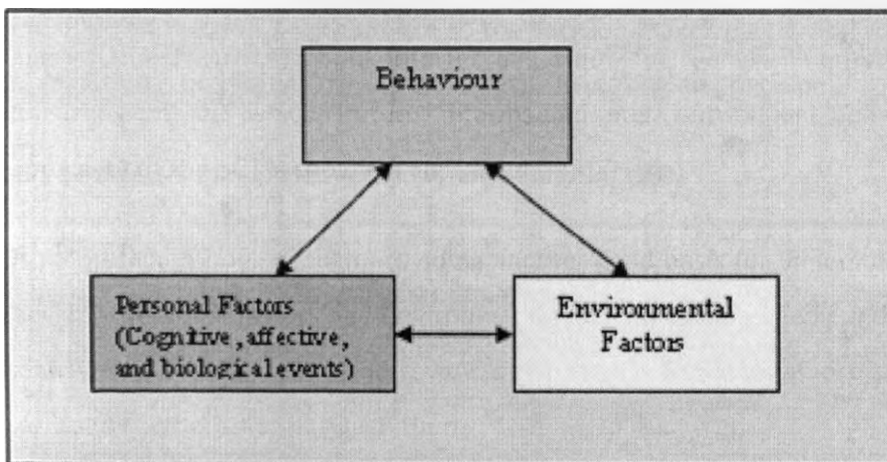 Behaviour
Personal Factors
(Cognitive, affective,
and biological events)
Environmental
Factors